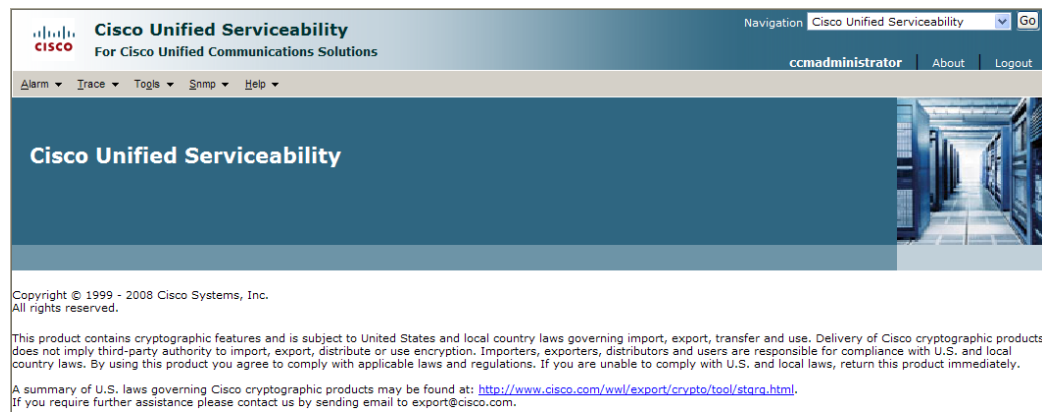 cisco
Cisco Unified Serviceability
For Cisco Unified Communications Solutions
Navigation Cisco Unified Serviceability Go
ccmadministrator About Logout
Alarm Trace Tools Snmp Help
Cisco Unified Serviceability
Copyright © 1999 - 2008 Cisco Systems, Inc.
All rights reserved.
This product contains cryptographic features and is subject to United States and local country laws governing import, export, transfer and use. Delivery of Cisco cryptographic products
does not imply third-party authority to import, export, distribute or use encryption. Importers, exporters, distributors and users are responsible for compliance with U.S. and local
country laws. By using this product you agree to comply with applicable laws and regulations. If you are unable to comply with U.S. and local laws, return this product immediately.
A summary of U.S. laws governing Cisco cryptographic products may be found at: http://www.cisco.com/wwl/export/crypto/tool/stqrg.html.
If you require further assistance please contact us by sending email to export@cisco.com.